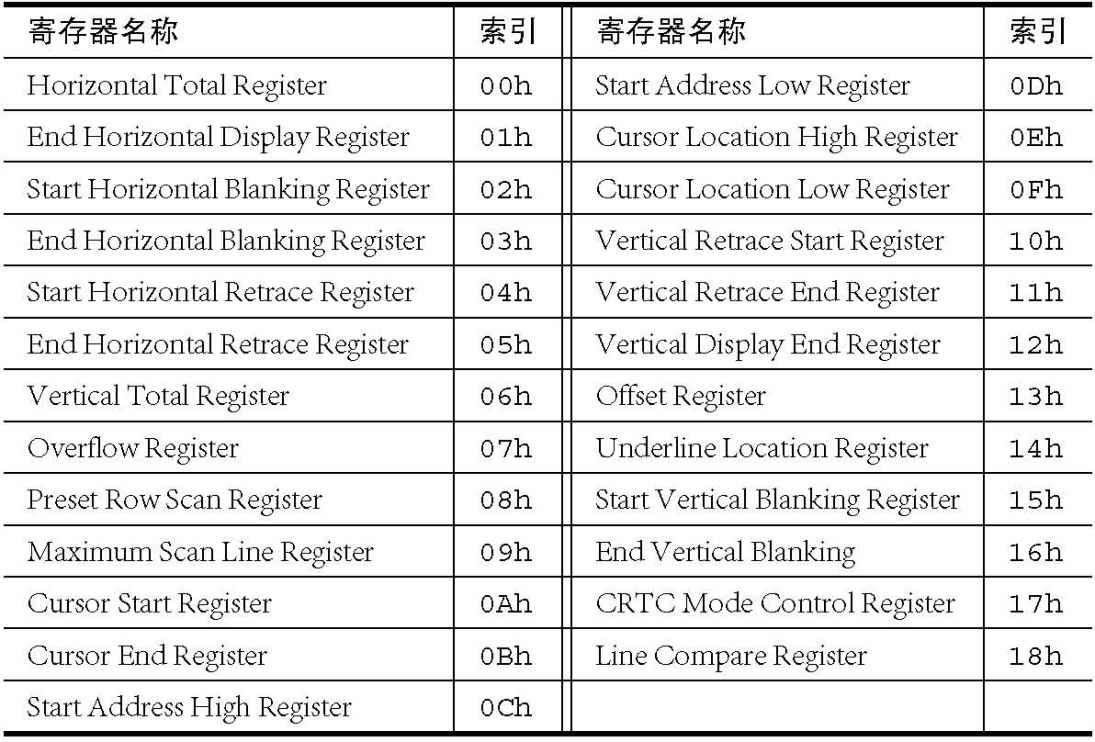 寄存器名称 索引 寄存器名称 索引
Horizontal Total Register 00h Start Address Low Register 0Dh
End Horizontal Display Register 01h Cursor Location High Register 0Eh
Start Horizontal Blanking Register 02h Cursor Location Low Register 0Fh
End Horizontal Blanking Register 03h Vertical Retrace Start Register 10h
Start Horizontal Retrace Register 04h Vertical Retrace End Register 11h
End Horizontal Retrace Register 05h Vertical Display End Register 12h
Vertical Total Register 06h Offset Register 13h
Overflow Register 07h Underline Location Register 14h
Preset Row Scan Register 08h Start Vertical Blanking Register 15h
Maximum Scan Line Register 09h End Vertical Blanking 16h
Cursor Start Register 0Ah CRTC Mode Control Register 17h
Cursor End Register 0Bh Line Compare Register 18h
Start Address High Register 0Ch